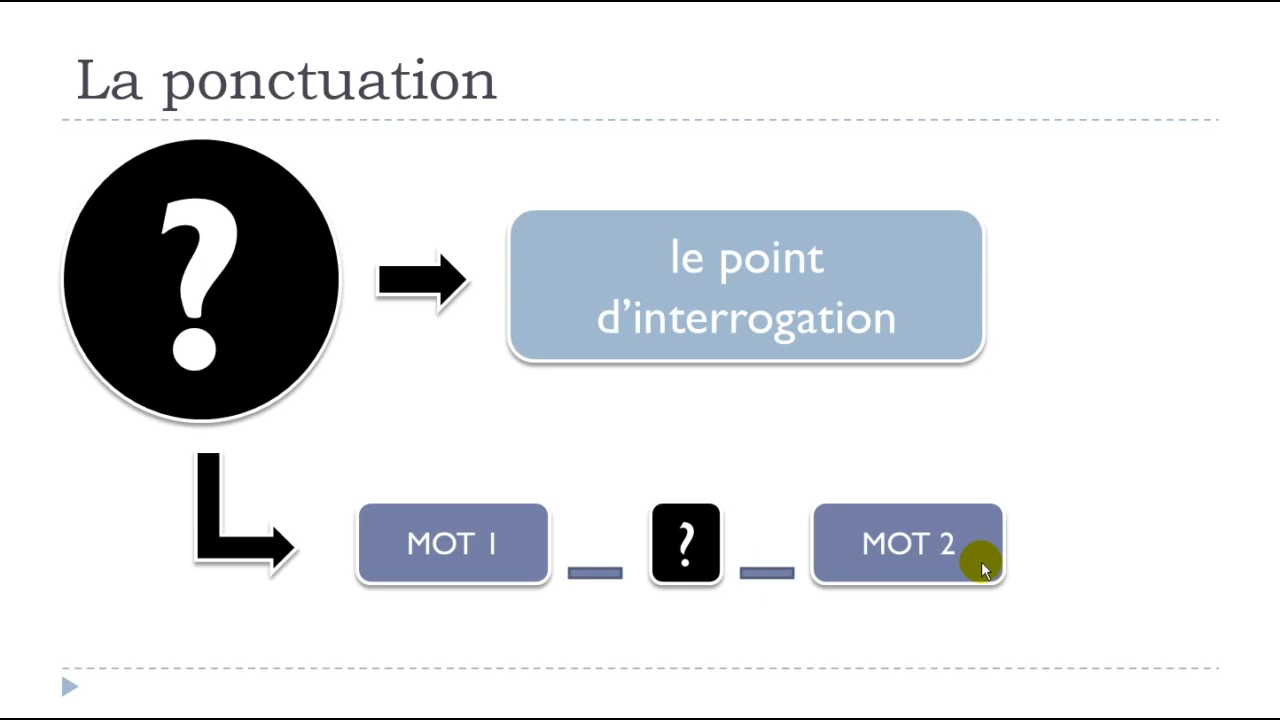 La ponctuation
?
le point
d’interrogation
MOT 1 _ ? _ MOT 2